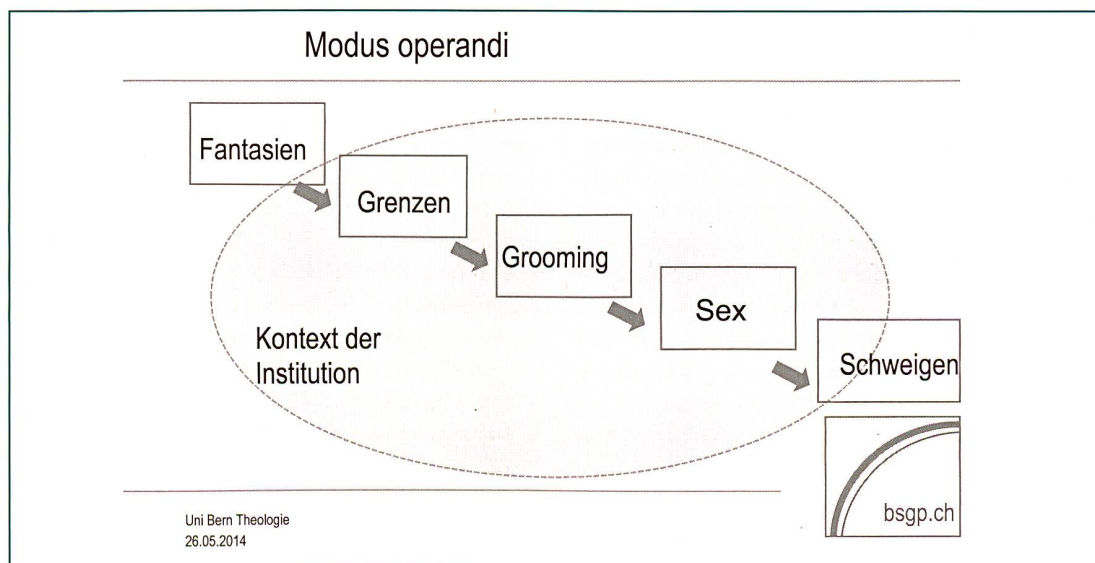 Modus operandi
Fantasien
Grenzen
Grooming
Sex
Schweigen
Kontext der
Institution
bsgp.ch
Uni Bern Theologie
26.05.2014